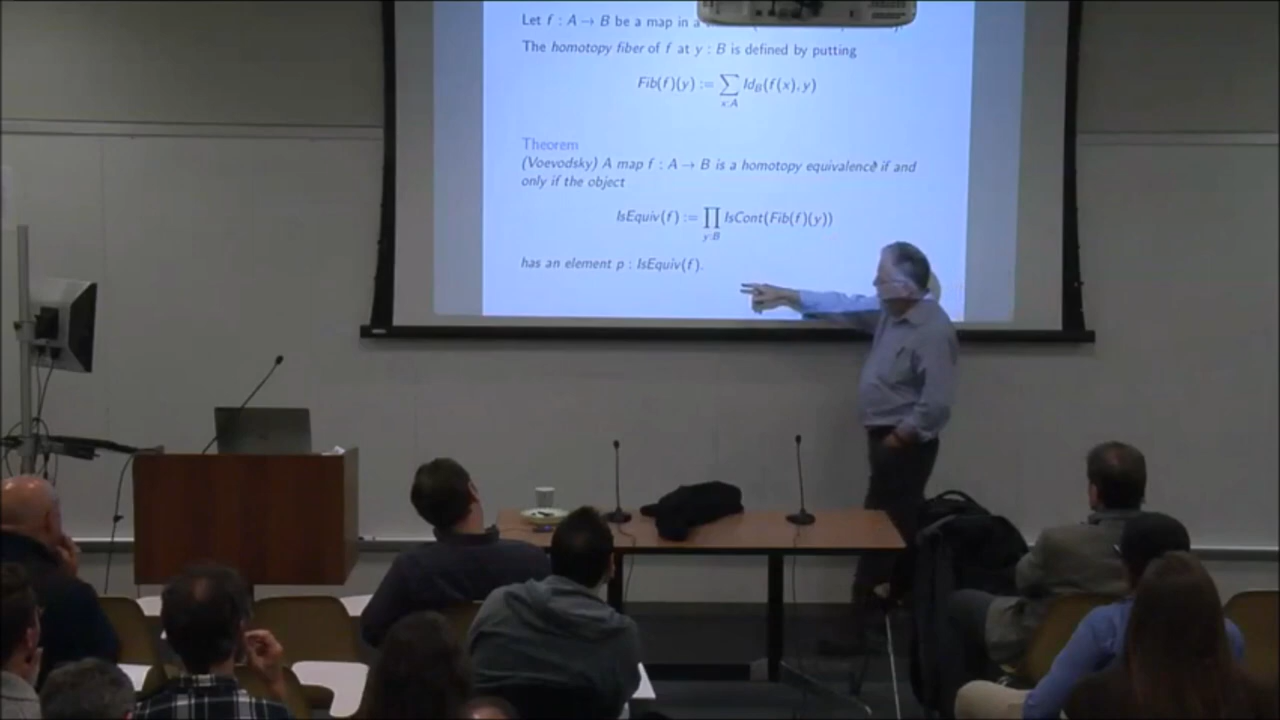 Let f : A → B be a map in a
The homotopy fiber of f at y : B is defined by putting
Fib(f)(y) := ∑ Id_B(f(x), y)
x:A
Theorem
(Voevodsky) A map f : A → B is a homotopy equivalence if and
only if the object
IsEquiv(f) := ∏ IsCont(Fib(f)(y))
y:B
has an element p : IsEquiv(f).